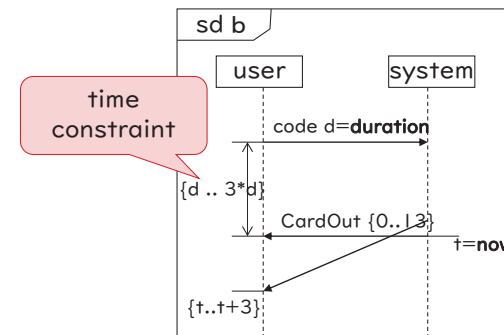 sd b
user
system
time
constraint
code d=duration
{d .. 3*d}
CardOut {0..13}
t=now
{t..t+3}